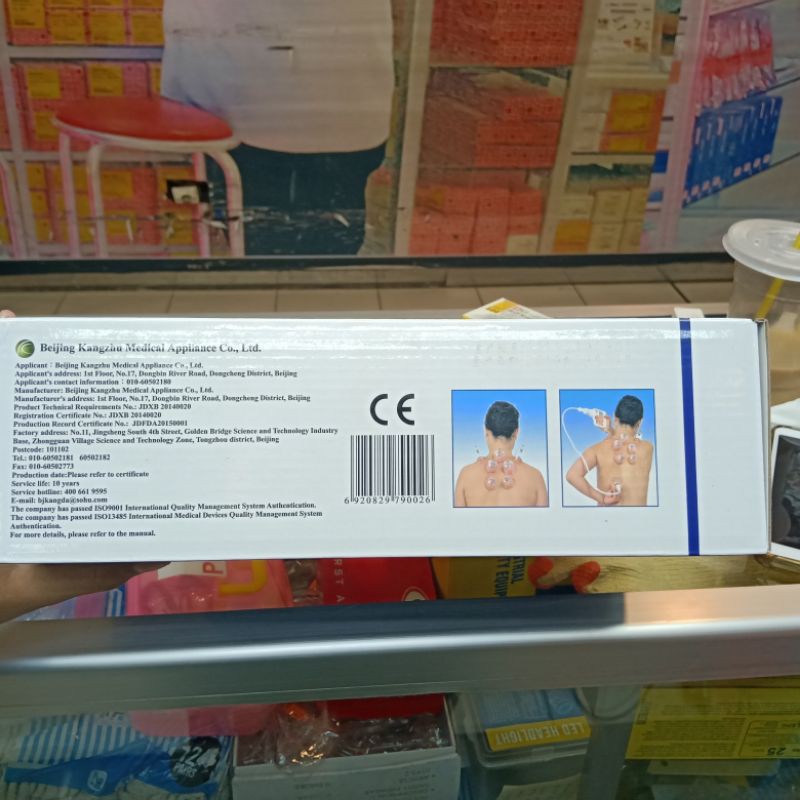 Beijing Kangzhu Medical Appliance Co., Ltd.
Applicant: Beijing Kangzhu Medical Appliance Co., Ltd.
Applicant's address: 1st Floor, No.17, Dongbin River Road, Dongcheng District, Beijing
Applicant's contact information: 010-60502180
Manufacturer: Beijing Kangzhu Medical Appliance Co., Ltd.
Manufacturer's address: 1st Floor, No.17, Dongbin River Road, Dongcheng District, Beijing
Product Technical Requirements No.: JDXB 20140020
Registration Certificate No.: JDXB 20140020
Production Record Certificate No.: JDFDA20150001
Factory address: No.11, Jingsheng South 4th Street, Golden Bridge Science and Technology Industry
Base, Zhongguan Village Science and Technology Zone, Tongzhou district, Beijing
Postcode: 101102
Tel.: 010-60502181 60502182
Fax: 010-60502773
Production date:Please refer to certificate
Service life: 10 years
Service hotline: 400 661 9595
E-mail: bjkangda@sohu.com
The company has passed ISO9001 International Quality Management System Authentication.
The company has passed ISO13485 International Medical Devices Quality Management System
Authentication.
For more details, please refer to the manual.
CE
6 920829 790026
LED HEADLIGHT
25